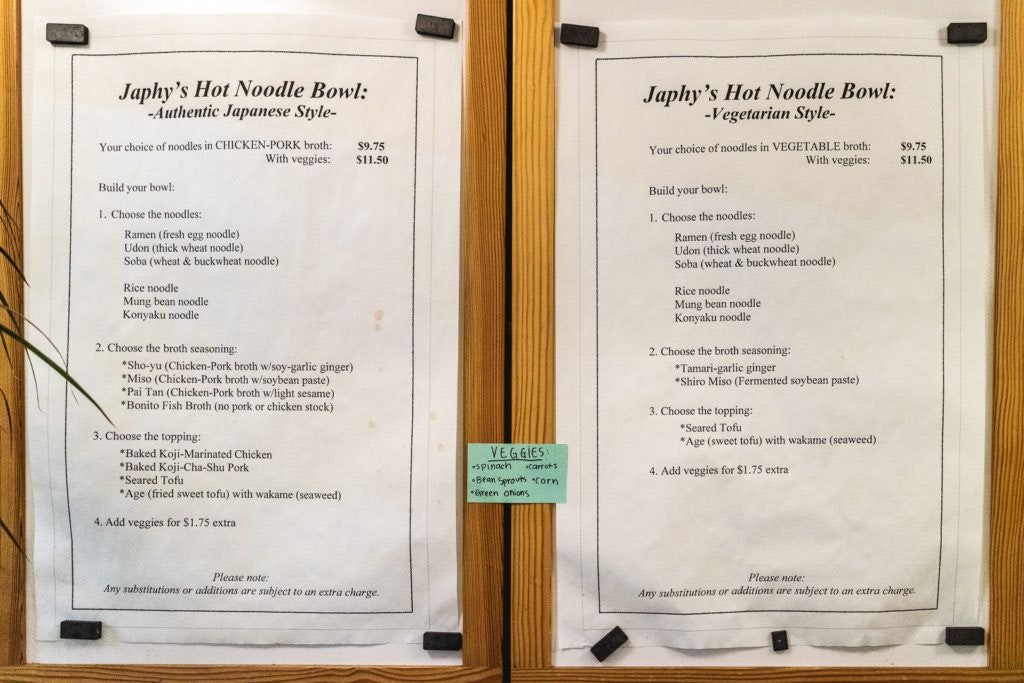 Japhy's Hot Noodle Bowl:
-Authentic Japanese Style-
Your choice of noodles in CHICKEN-PORK broth: $9.75
With veggies: $11.50
Build your bowl:
1. Choose the noodles:
Ramen (fresh egg noodle)
Udon (thick wheat noodle)
Soba (wheat & buckwheat noodle)
Rice noodle
Mung bean noodle
Konyaku noodle
2. Choose the broth seasoning:
*Sho-yu (Chicken-Pork broth w/soy-garlic ginger)
*Miso (Chicken-Pork broth w/soybean paste)
*Pai Tan (Chicken-Pork broth w/light sesame)
*Bonito Fish Broth (no pork or chicken stock)
3. Choose the topping:
*Baked Koji-Marinated Chicken
*Baked Koji-Cha-Shu Pork
*Seared Tofu
*Age (fried sweet tofu) with wakame (seaweed)
4. Add veggies for $1.75 extra
Please note:
Any substitutions or additions are subject to an extra charge.
VEGGIES:
•Spinach •Carrots
•Bean Sprouts •Corn
•Green Onions
Japhy's Hot Noodle Bowl:
-Vegetarian Style-
Your choice of noodles in VEGETABLE broth: $9.75
With veggies: $11.50
Build your bowl:
1. Choose the noodles:
Ramen (fresh egg noodle)
Udon (thick wheat noodle)
Soba (wheat & buckwheat noodle)
Rice noodle
Mung bean noodle
Konyaku noodle
2. Choose the broth seasoning:
*Tamari-garlic ginger
*Shiro Miso (Fermented soybean paste)
3. Choose the topping:
*Seared Tofu
*Age (sweet tofu) with wakame (seaweed)
4. Add veggies for $1.75 extra
Please note:
Any substitutions or additions are subject to an extra charge.